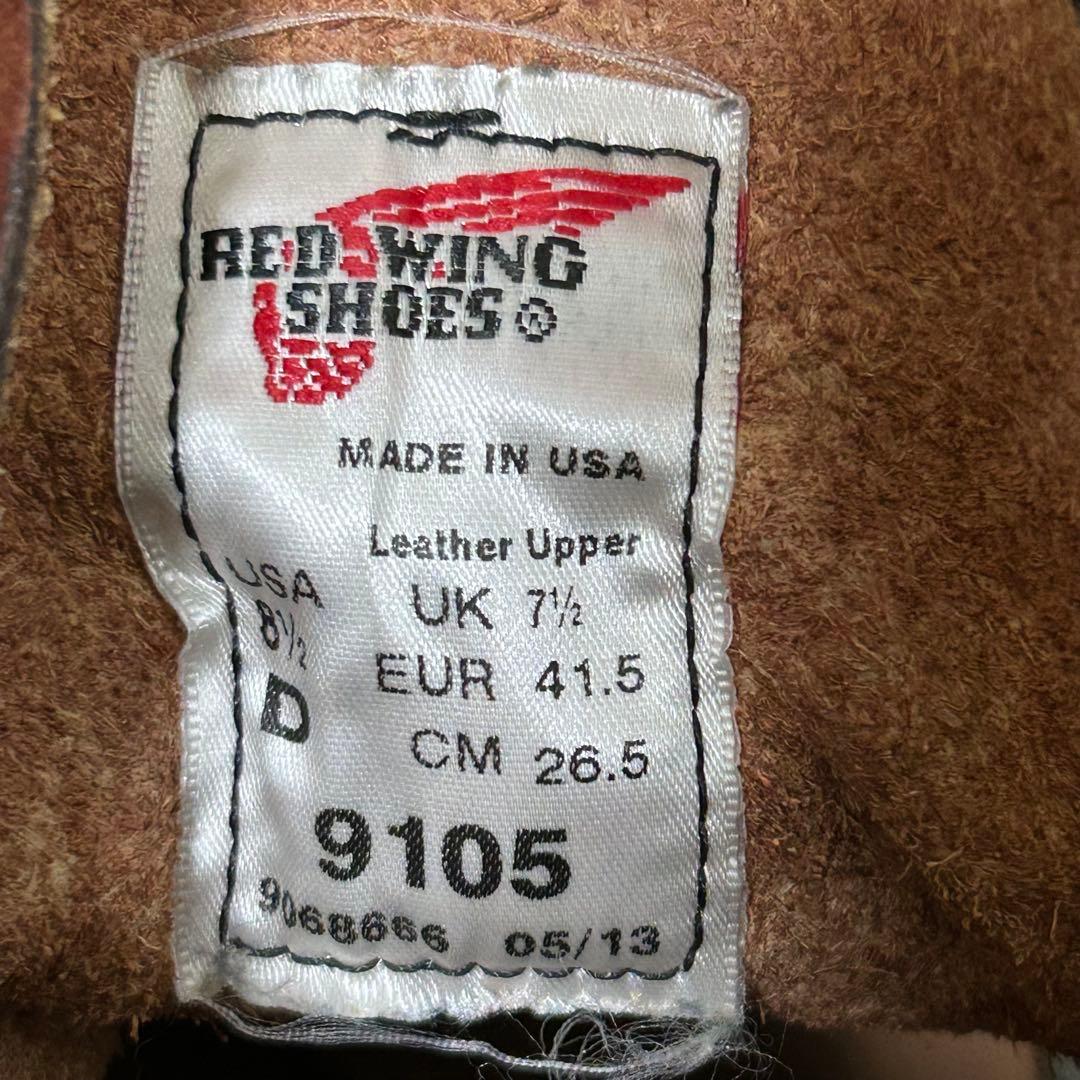 RED WING
SHOES®
MADE IN USA
Leather Upper
USA
8½
D
UK 7½
EUR 41.5
CM 26.5
9105
9068666 05/13